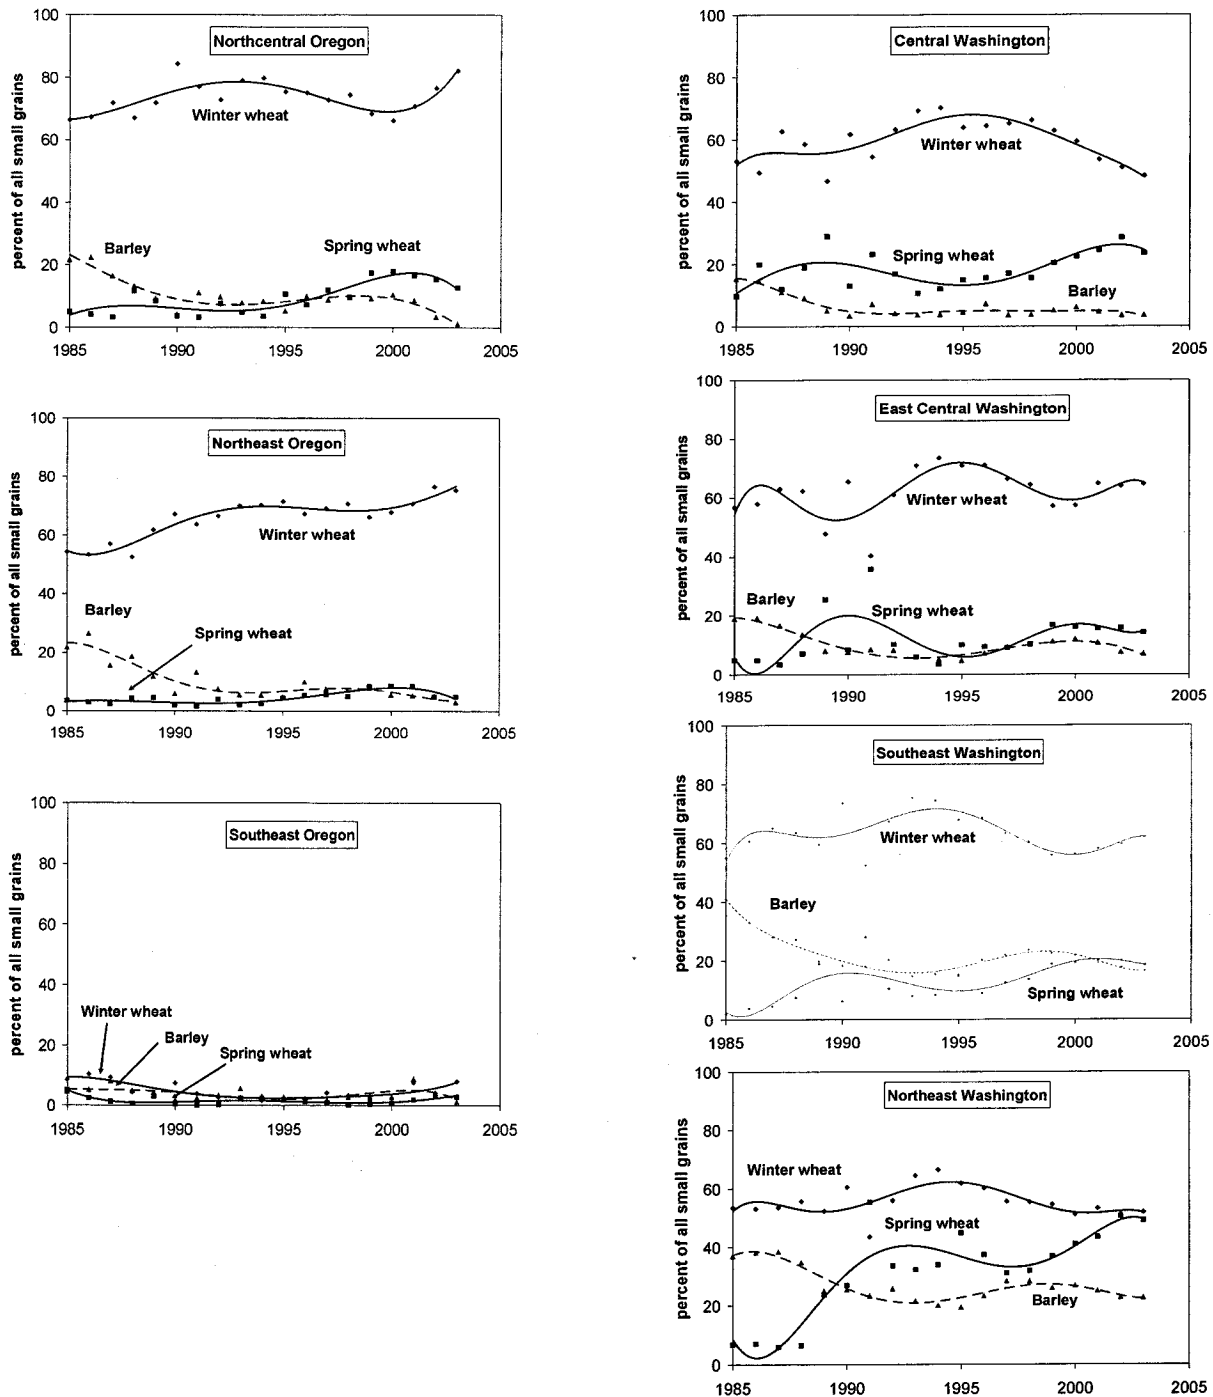 percent of all small grains
100
80
60
40
20
0
Northcentral Oregon
Winter wheat
Barley
Spring wheat
1985
1990
1995
2000
2005
percent of all small grains
100
80
60
40
20
0
Northeast Oregon
Winter wheat
Barley
Spring wheat
1985
1990
1995
2000
2005
percent of all small grains
100
80
60
40
20
0
Southeast Oregon
Winter wheat
Barley
Spring wheat
1985
1990
1995
2000
2005
percent of all small grains
100
80
60
40
20
0
Central Washington
Winter wheat
Spring wheat
Barley
1985
1990
1995
2000
2005
percent of all small grains
100
80
60
40
20
0
East Central Washington
Winter wheat
Barley
Spring wheat
1985
1990
1995
2000
2005
percent of all small grains
100
80
60
40
20
0
Southeast Washington
Winter wheat
Barley
Spring wheat
1985
1990
1995
2000
2005
percent of all small grains
100
80
60
40
20
0
Northeast Washington
Winter wheat
Spring wheat
Barley
1985
1990
1995
2000
2005